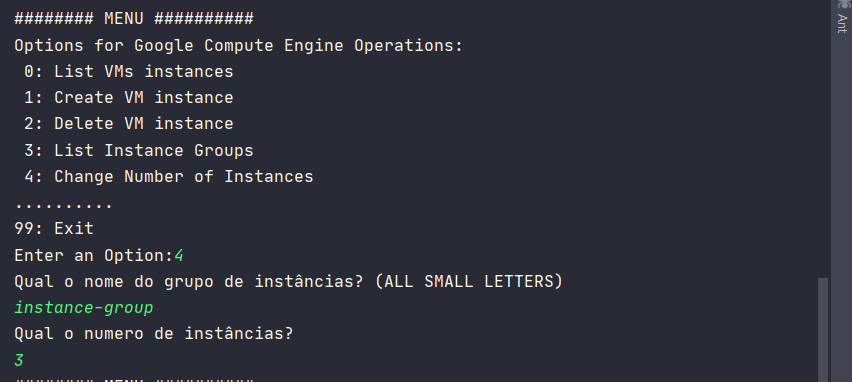 ######## MENU ##########
Options for Google Compute Engine Operations:
 0: List VMs instances
 1: Create VM instance
 2: Delete VM instance
 3: List Instance Groups
 4: Change Number of Instances
..........
99: Exit
Enter an Option:4
Qual o nome do grupo de instâncias? (ALL SMALL LETTERS)
instance-group
Qual o numero de instâncias?
3
######## MENU ##########
Ant